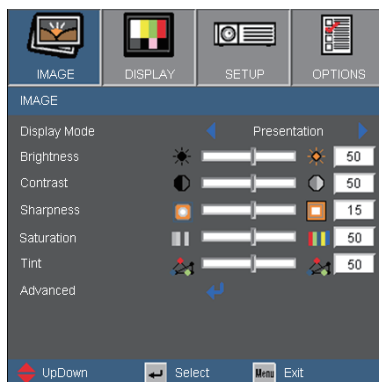 IMAGE DISPLAY SETUP OPTIONS
IMAGE
Display Mode Presentation
Brightness 50
Contrast 50
Sharpness 15
Saturation 50
Tint 50
Advanced
UpDown Select Menu Exit